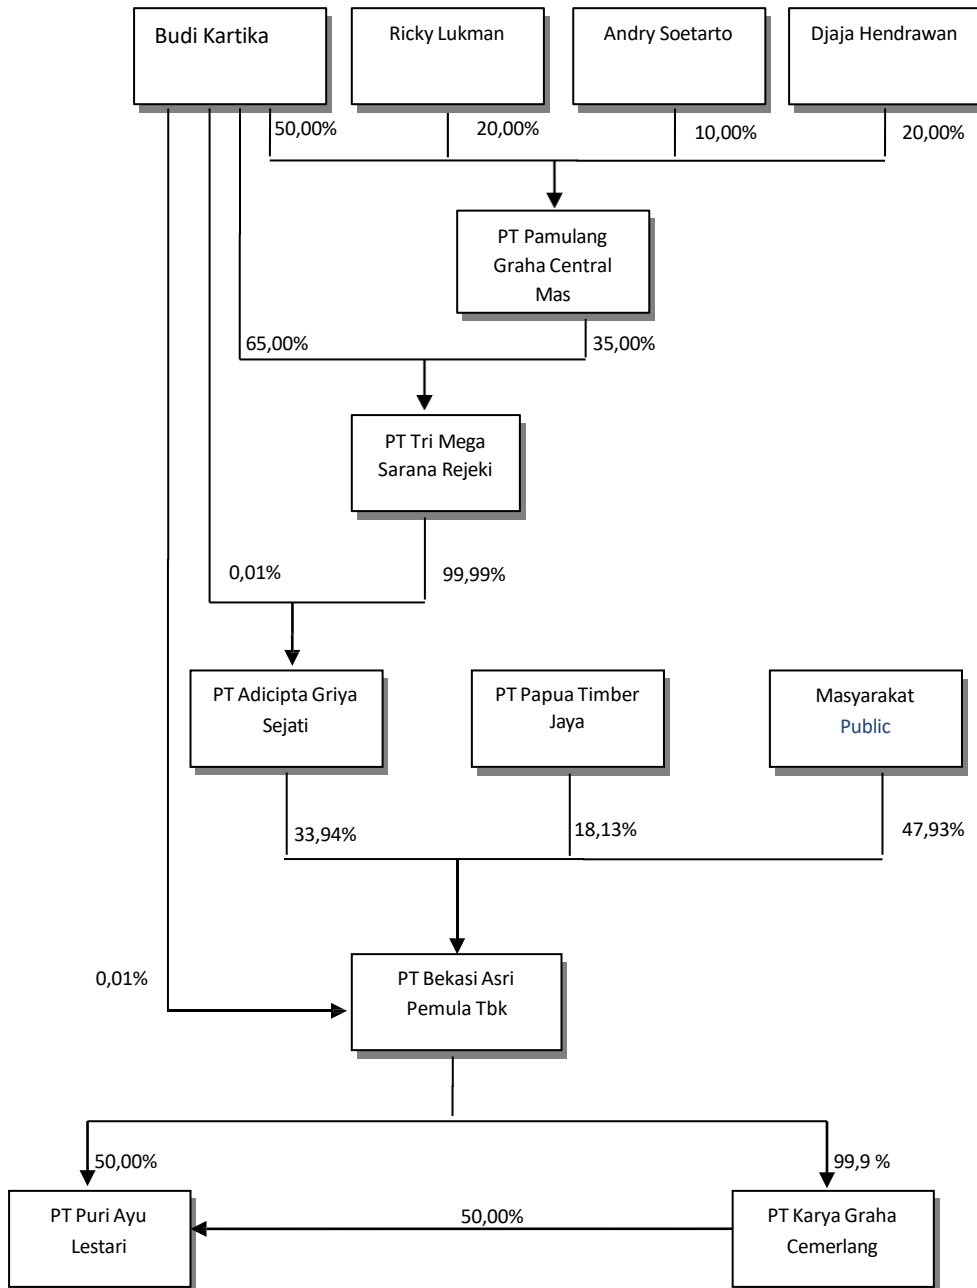 Budi Kartika
Ricky Lukman
Andry Soetarto
Djaja Hendrawan
50,00%
20,00%
10,00%
20,00%
PT Pamulang
Graha Central
Mas
65,00%
35,00%
PT Tri Mega
Sarana Rejeki
0,01%
99,99%
PT Adicipta Griya
Sejati
PT Papua Timber
Jaya
Masyarakat
Public
33,94%
18,13%
47,93%
0,01%
PT Bekasi Asri
Pemula Tbk
50,00%
99,9 %
PT Puri Ayu
Lestari
50,00%
PT Karya Graha
Cemerlang